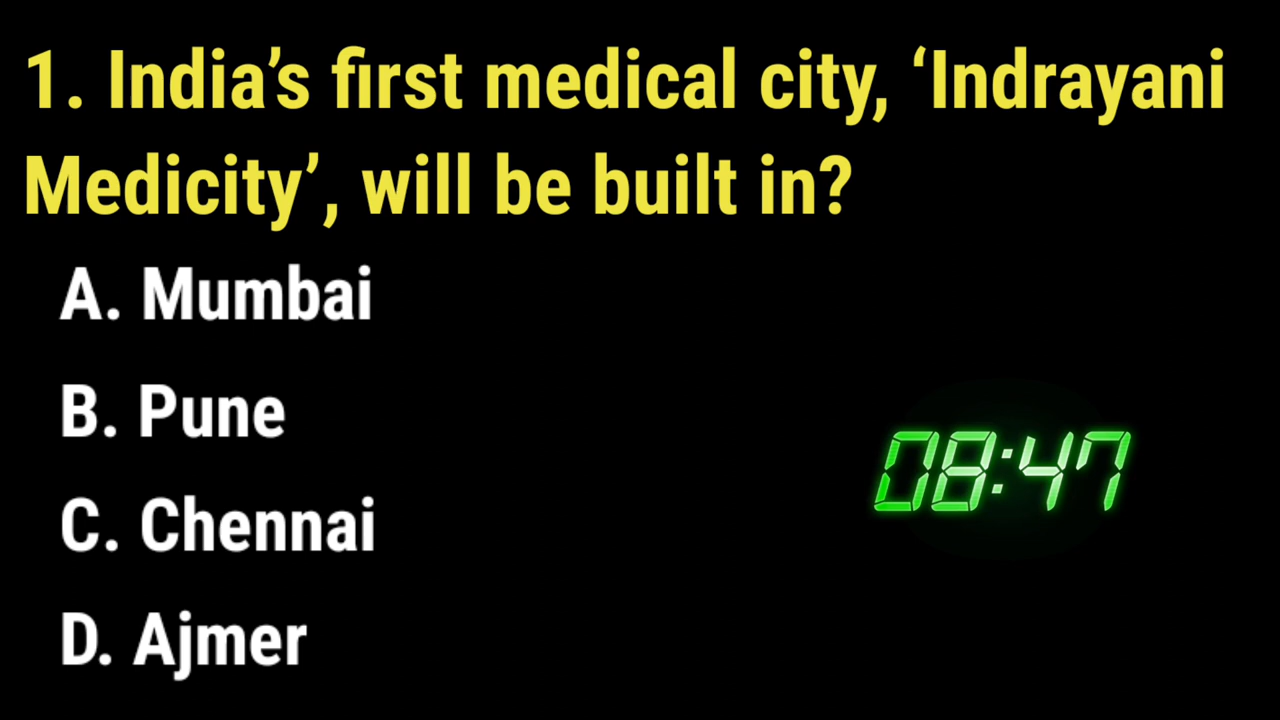 1. India’s first medical city, ‘Indrayani
Medicity’, will be built in?
A. Mumbai
B. Pune
C. Chennai
08:47
D. Ajmer